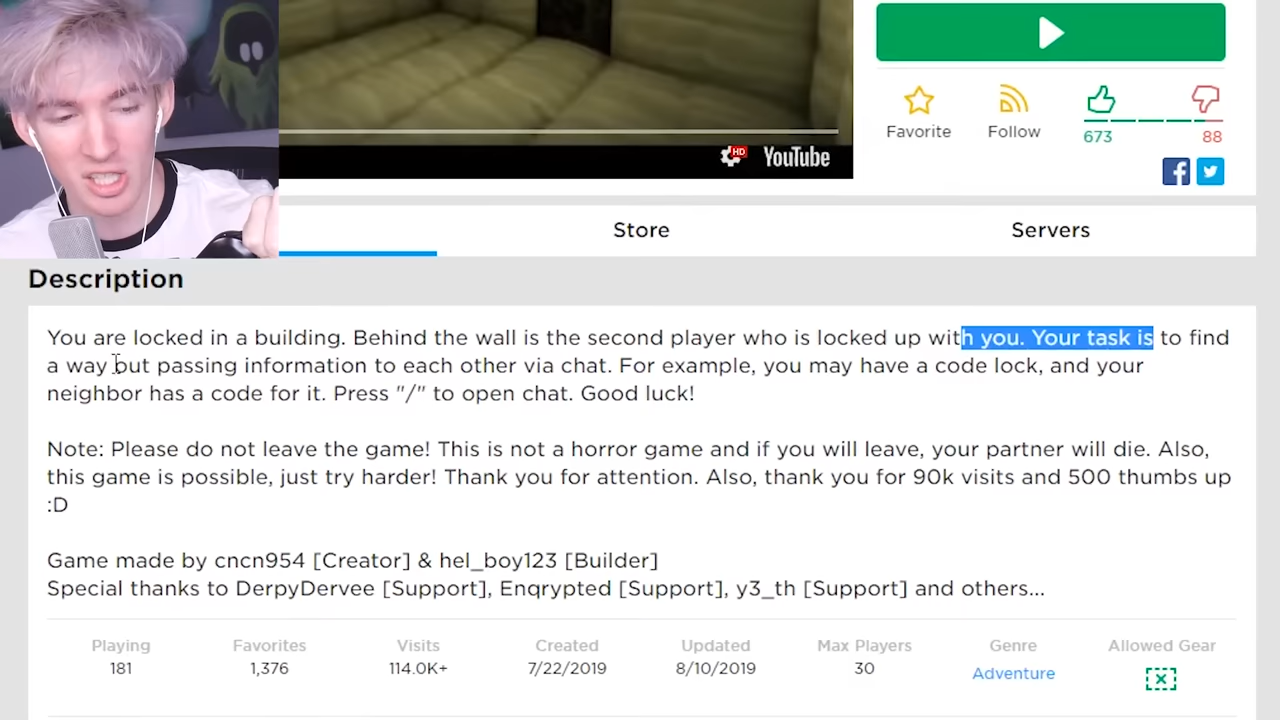 HD YouTube
Favorite Follow 673 88
Store Servers
Description
You are locked in a building. Behind the wall is the second player who is locked up with you. Your task is to find
a way but passing information to each other via chat. For example, you may have a code lock, and your
neighbor has a code for it. Press "/" to open chat. Good luck!
Note: Please do not leave the game! This is not a horror game and if you will leave, your partner will die. Also,
this game is possible, just try harder! Thank you for attention. Also, thank you for 90k visits and 500 thumbs up
:D
Game made by cncn954 [Creator] & hel_boy123 [Builder]
Special thanks to DerpyDervee [Support], Enqrypted [Support], y3_th [Support] and others...
Playing Favorites Visits Created Updated Max Players Genre Allowed Gear
181 1,376 114.0K+ 7/22/2019 8/10/2019 30 Adventure